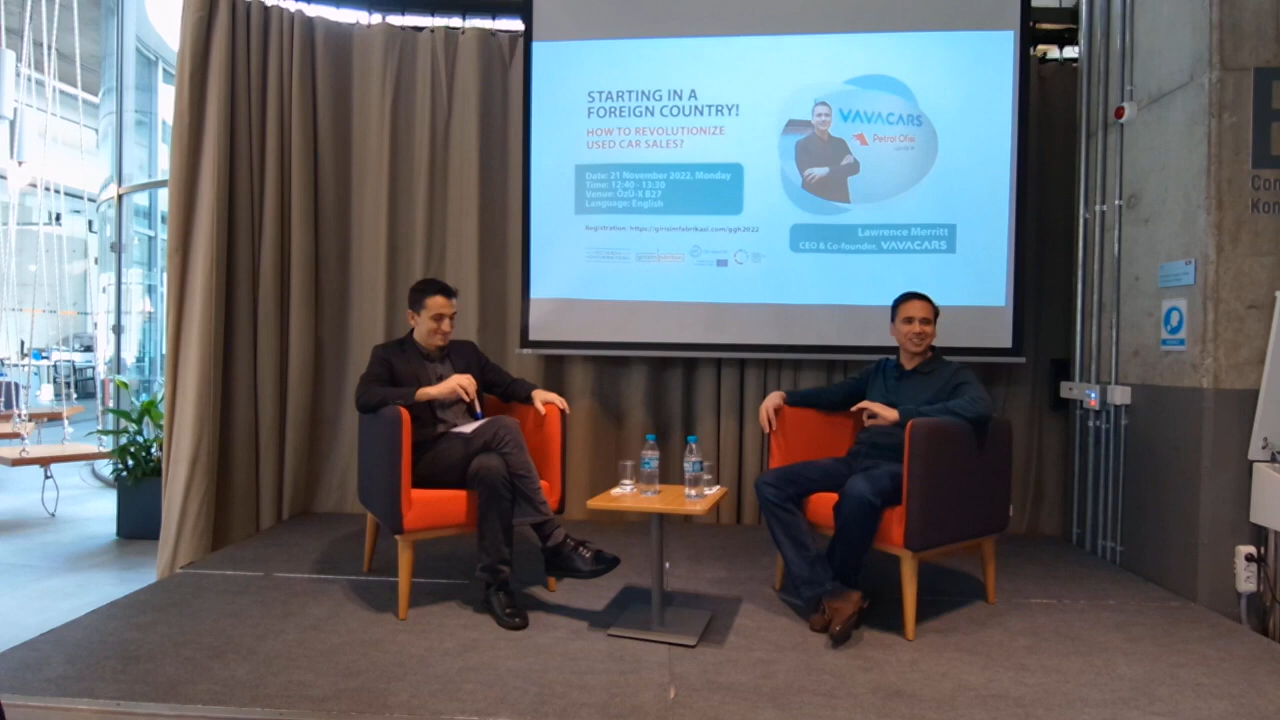 STARTING IN A
FOREIGN COUNTRY!
HOW TO REVOLUTIONIZE
USED CAR SALES?
Date: 21 November 2022, Monday
Time: 12:40 - 13:30
Venue: ÖzÜ-X B27
Language: English
Registration: https://girisimfabrikasi.com/ggh2022
VAVACARS
Petrol Ofisi
Lawrence Merritt
CEO & Co-founder, VAVACARS